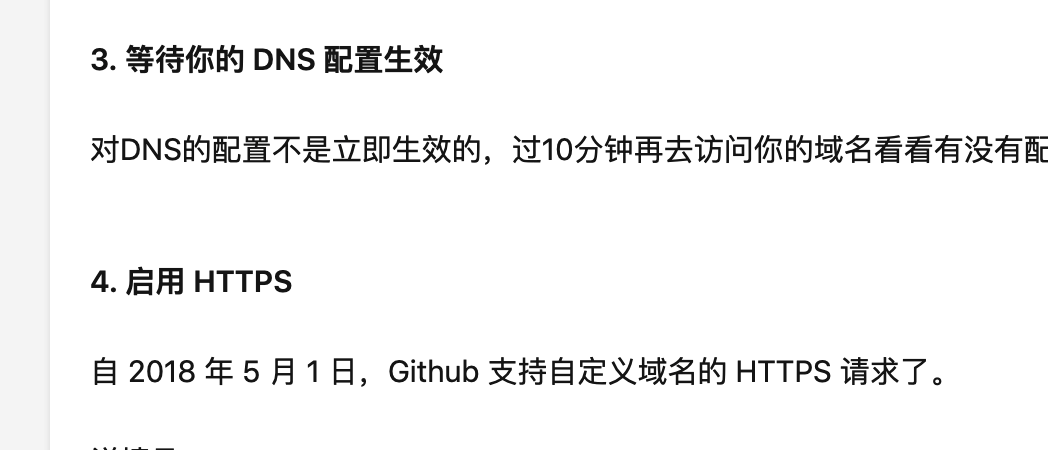 3. 等待你的 DNS 配置生效
对DNS的配置不是立即生效的，过10分钟再去访问你的域名看看有没有配
4. 启用 HTTPS
自 2018 年 5 月 1 日，Github 支持自定义域名的 HTTPS 请求了。